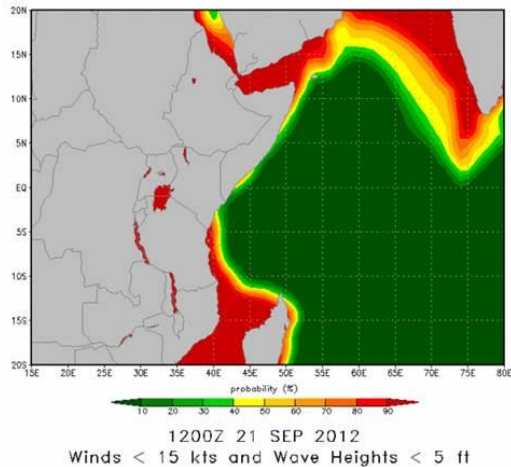 20N
15N
10N
5N
EQ
5S
10S
15S
20S
15E 20E 25E 30E 35E 40E 45E 50E 55E 60E 65E 70E 75E 80E
probability (%)
10 20 30 40 50 60 70 80 90
1200Z 21 SEP 2012
Winds < 15 kts and Wave Heights < 5 ft